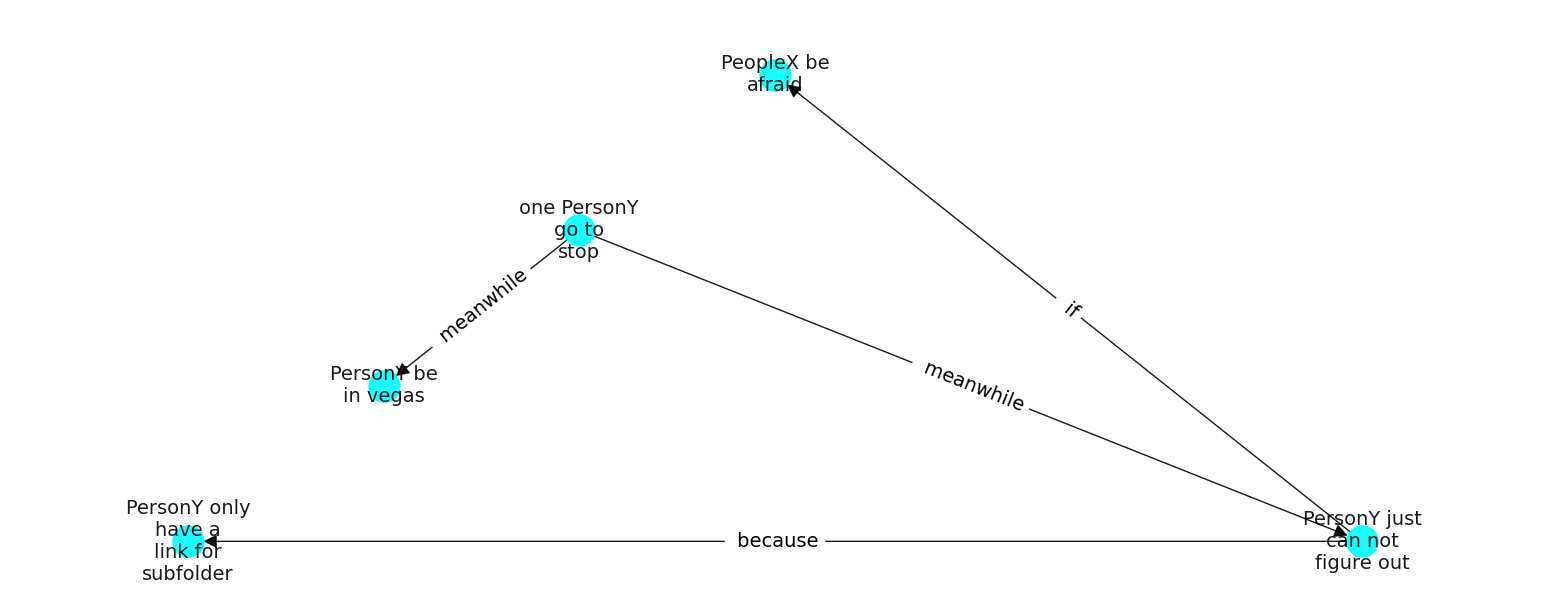 PeopleX be
afraid
one PersonY
go to
stop
meanwhile
PersonY be
in vegas
if
meanwhile
PersonY only
have a
link for
subfolder
because
PersonY just
can not
figure out